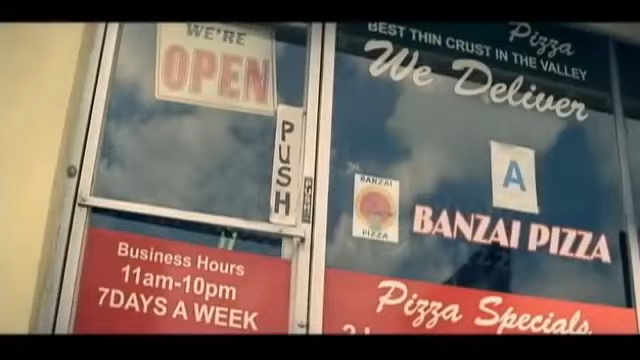 WE'RE
OPEN
PUSH
Business Hours
11am-10pm
7DAYS A WEEK
Pizza
BEST THIN CRUST IN THE VALLEY
We Deliver
A
BANZAI
PIZZA
BANZAI PIZZA
Pizza Specials